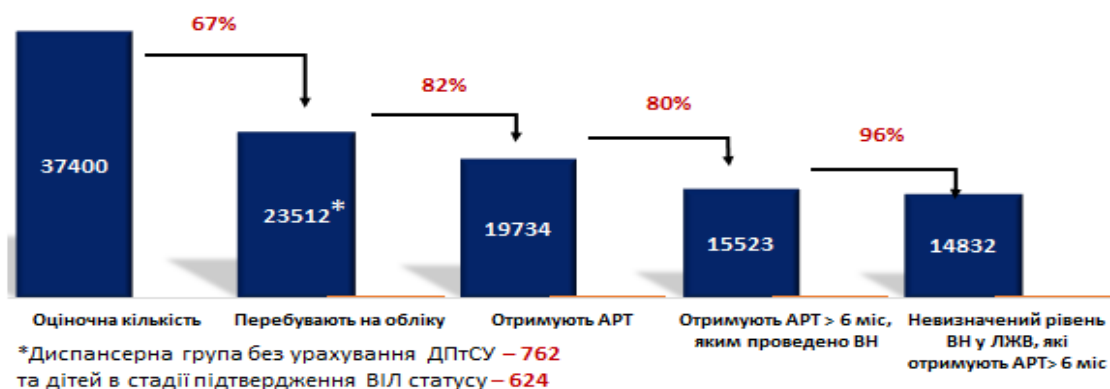 67%
82%
80%
96%
37400
23512*
19734
15523
14832
Оціночна кількість
Перебувають на обліку
Отримують АРТ
Отримують АРТ > 6 міс,
яким проведено ВН
Невизначений рівень
ВН у ЛЖВ, які
отримують АРТ> 6 міс
*Диспансерна група без урахування ДПтСУ – 762
та дітей в стадії підтвердження ВІЛ статусу – 624